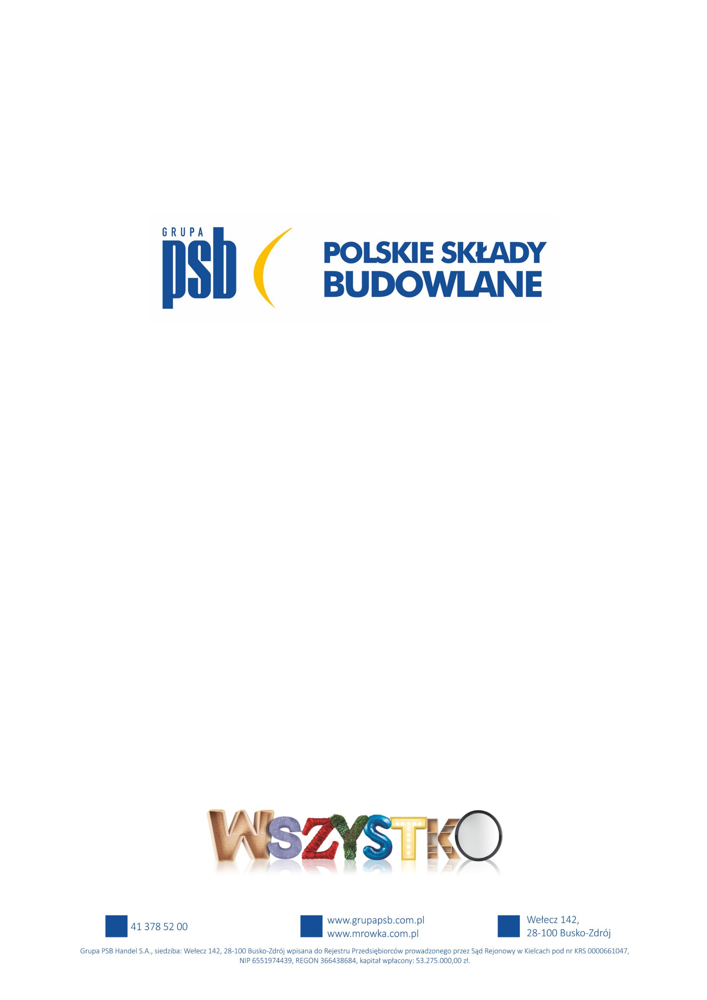 GRUPA
psb
POLSKIE SKŁADY
BUDOWLANE
WSZYSTKO
41 378 52 00
www.grupapsb.com.pl
www.mrowka.com.pl
Wełecz 142,
28-100 Busko-Zdrój
Grupa PSB Handel S.A., siedziba: Wełecz 142, 28-100 Busko-Zdrój wpisana do Rejestru Przedsiębiorców prowadzonego przez Sąd Rejonowy w Kielcach pod nr KRS 0000661047,
NIP 6551974439, REGON 366438684, kapitał wpłacony: 53.275.000,00 zł.